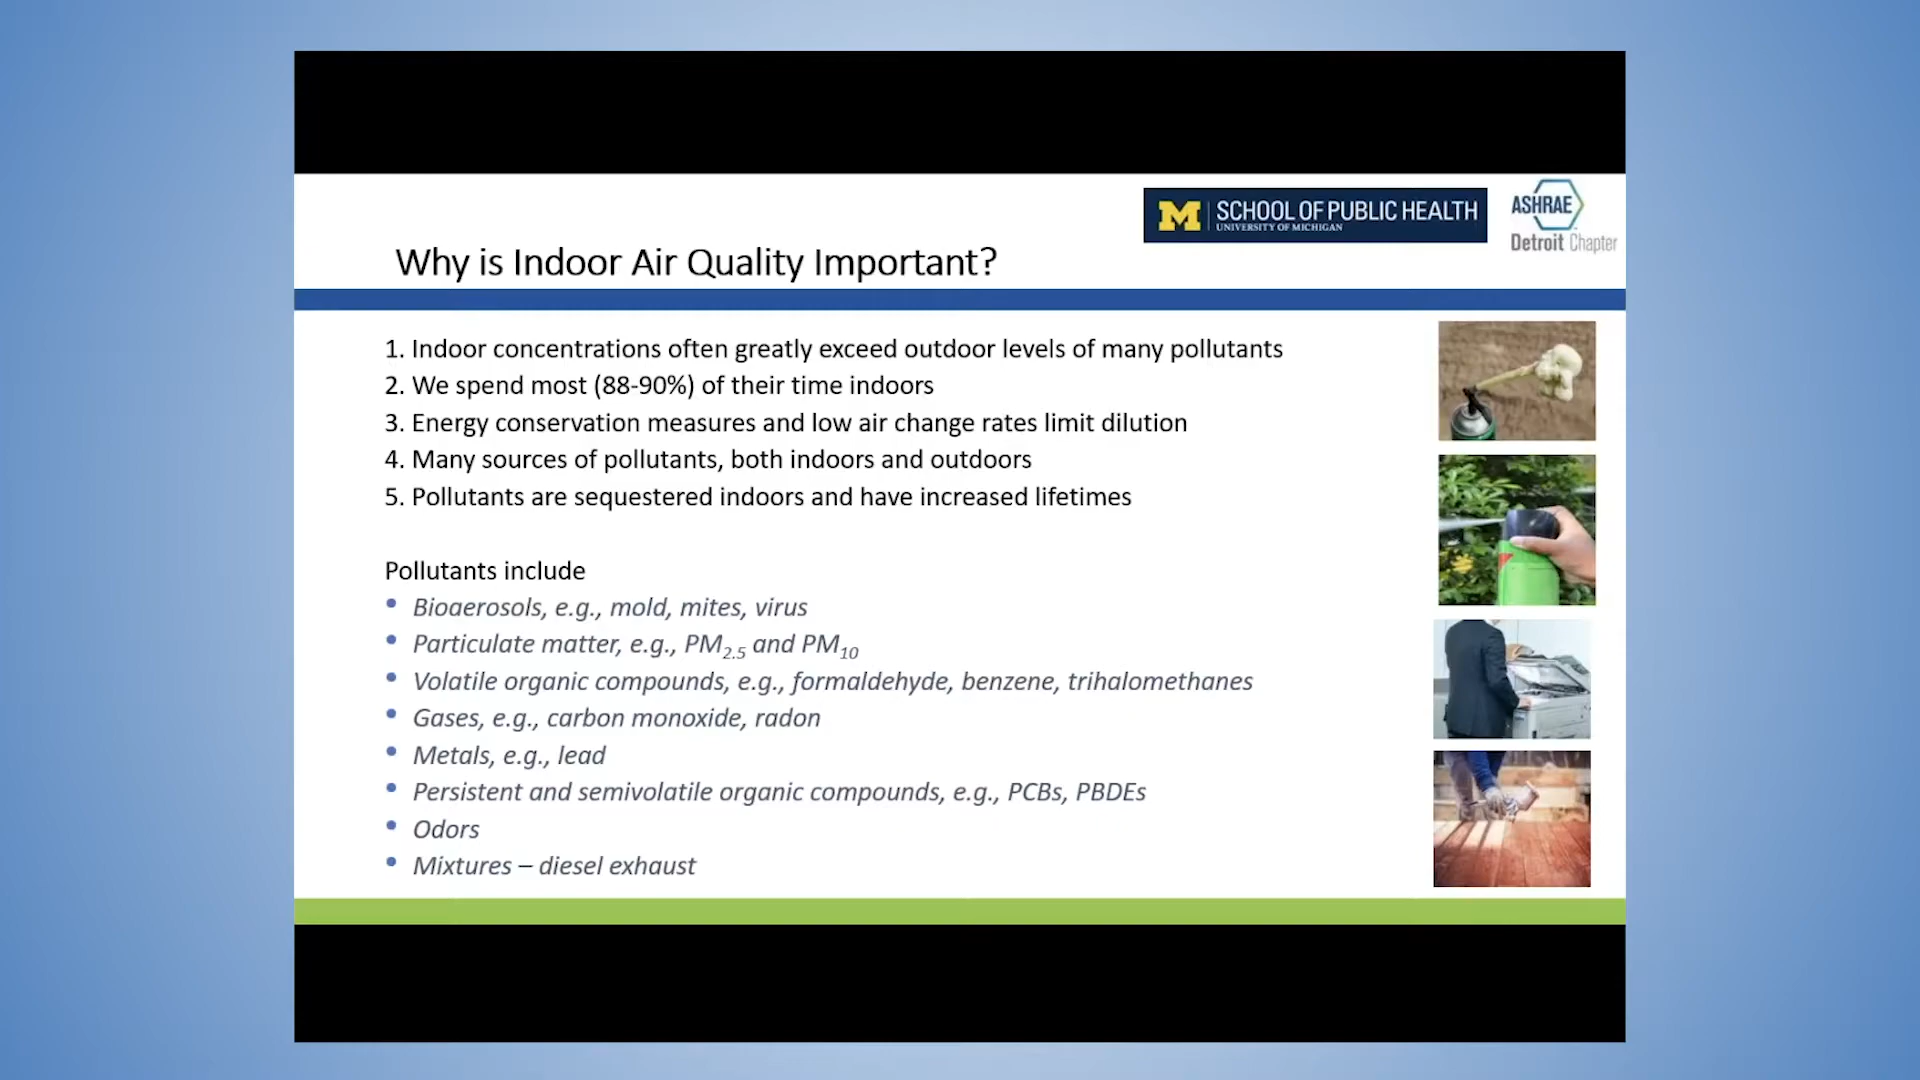 M SCHOOL OF PUBLIC HEALTH
UNIVERSITY OF MICHIGAN
ASHRAE
Detroit Chapter
Why is Indoor Air Quality Important?
1. Indoor concentrations often greatly exceed outdoor levels of many pollutants
2. We spend most (88-90%) of their time indoors
3. Energy conservation measures and low air change rates limit dilution
4. Many sources of pollutants, both indoors and outdoors
5. Pollutants are sequestered indoors and have increased lifetimes
Pollutants include
• Bioaerosols, e.g., mold, mites, virus
• Particulate matter, e.g., PM2.5 and PM10
• Volatile organic compounds, e.g., formaldehyde, benzene, trihalomethanes
• Gases, e.g., carbon monoxide, radon
• Metals, e.g., lead
• Persistent and semivolatile organic compounds, e.g., PCBs, PBDEs
• Odors
• Mixtures – diesel exhaust